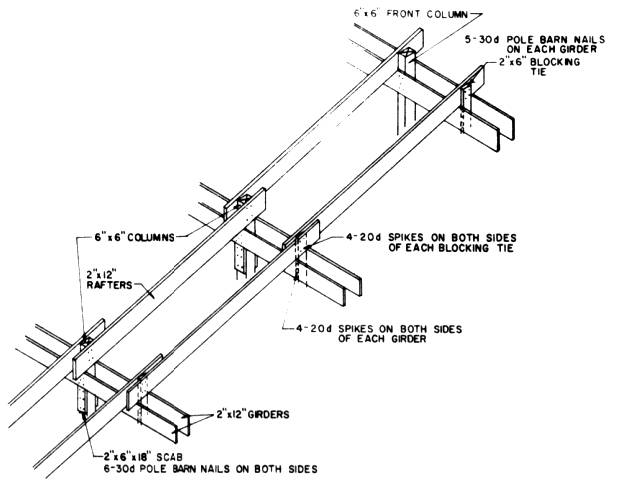 6"x6" FRONT COLUMN
5-30d POLE BARN NAILS
ON EACH GIRDER
2"x6" BLOCKING
TIE
6"x6" COLUMNS
4-20d SPIKES ON BOTH SIDES
OF EACH BLOCKING TIE
2"x12"
RAFTERS
4-20d SPIKES ON BOTH SIDES
OF EACH GIRDER
2"x12" GIRDERS
2"x6"x18" SCAB
6-30d POLE BARN NAILS ON BOTH SIDES